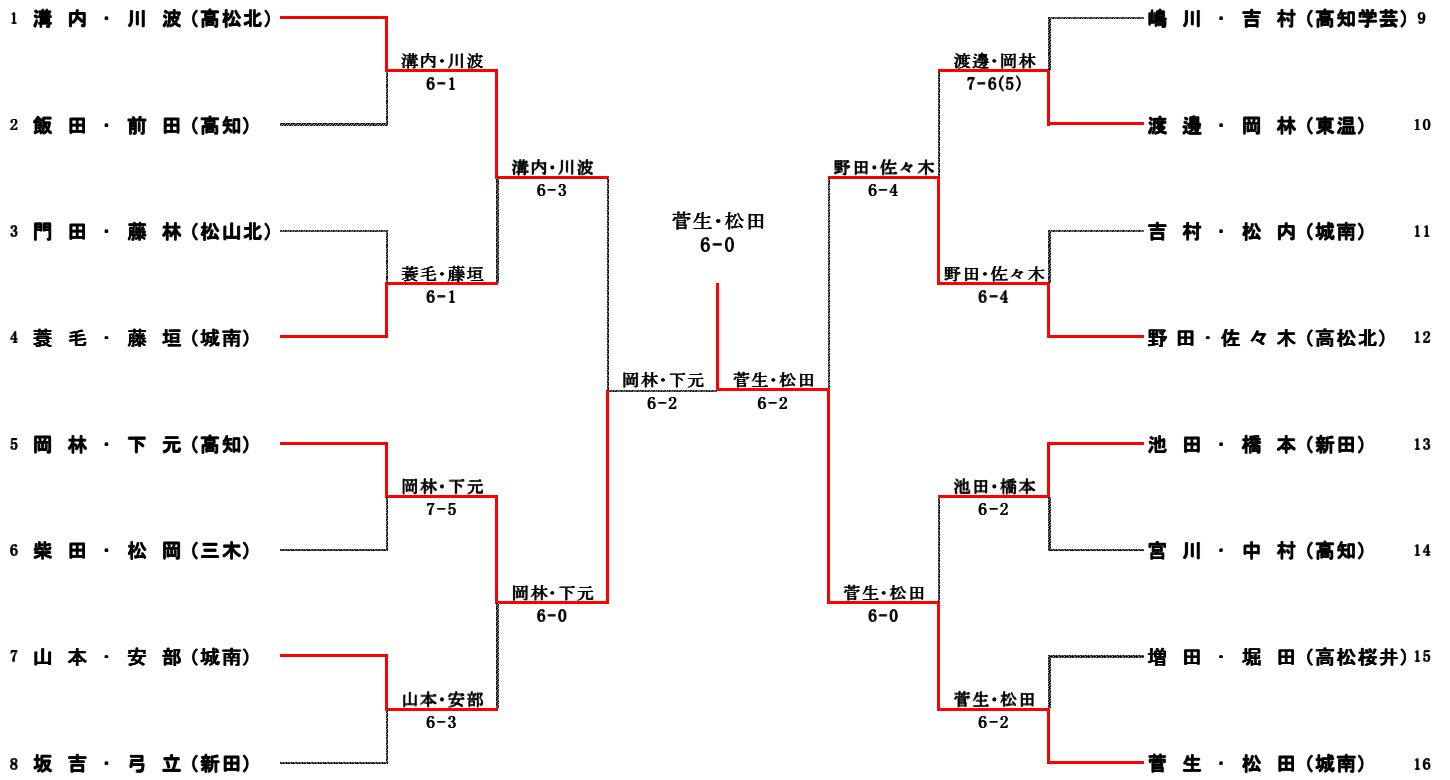 1 溝内・川波(高松北)
溝内・川波
6-1
2 飯田・前田(高知)
溝内・川波
6-3
3 門田・藤林(松山北)
蓑毛・藤垣
6-1
4 蓑毛・藤垣(城南)
岡林・下元
6-2
5 岡林・下元(高知)
岡林・下元
7-5
6 柴田・松岡(三木)
岡林・下元
6-0
7 山本・安部(城南)
山本・安部
6-3
8 坂吉・弓立(新田)
菅生・松田
6-0
嶋川・吉村(高知学芸) 9
渡邊・岡林
7-6(5)
渡邊・岡林(東温) 10
野田・佐々木
6-4
吉村・松内(城南) 11
野田・佐々木
6-4
野田・佐々木(高松北) 12
菅生・松田
6-2
池田・橋本(新田) 13
池田・橋本
6-2
宮川・中村(高知) 14
菅生・松田
6-0
増田・堀田(高松桜井) 15
菅生・松田
6-2
菅生・松田(城南) 16